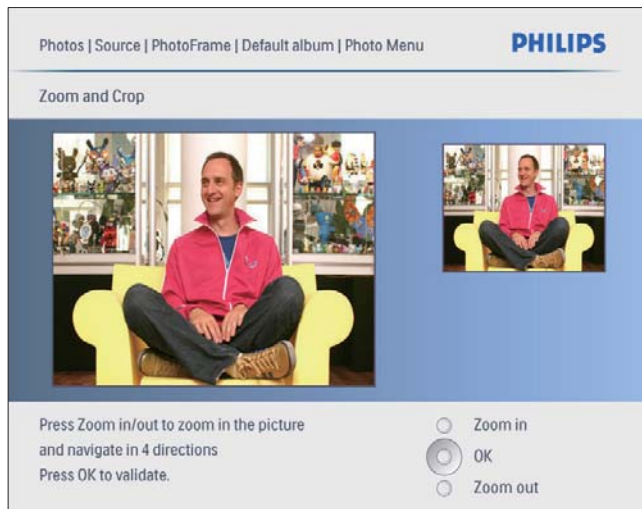 Photos | Source | PhotoFrame | Default album | Photo Menu
PHILIPS
Zoom and Crop
Press Zoom in/out to zoom in the picture
and navigate in 4 directions
Press OK to validate.
Zoom in
OK
Zoom out